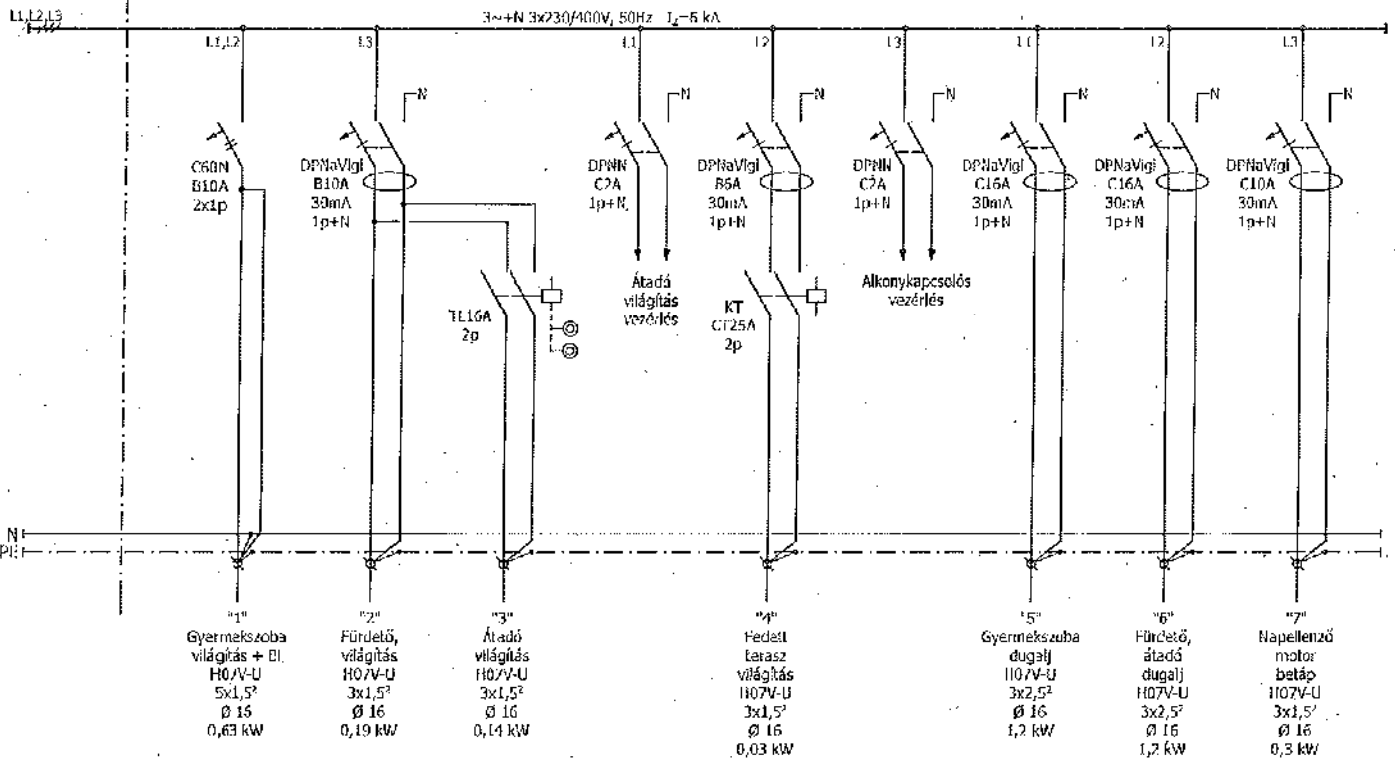 L1,L2,L3
3~+N 3x230/400V, 50Hz Iz=6 kA
L1,L2
L3
L1
L2
L3
L1
L2
L3
N
N
N
N
N
N
N
C60N
B10A
2x1p
DPNaVigi
B10A
30mA
1p+N
TL16A
2p
DPNN
C2A
1p+N
Átadó
világítás
vezérlés
DPNaVigi
B6A
30mA
1p+N
KT
CT25A
2p
DPNN
C2A
1p+N
Alkonykapcsolós
vezérlés
DPNaVigi
C16A
30mA
1p+N
DPNaVigi
C16A
30mA
1p+N
DPNaVigi
C10A
30mA
1p+N
N
PE
"1"
Gyermekszoba
világítás + El.
H07V-U
5x1,5²
Ø 16
0,63 kW
"2"
Fürdető,
világítás
H07V-U
3x1,5²
Ø 16
0,19 kW
"3"
Átadó
világítás
H07V-U
3x1,5²
Ø 16
0,14 kW
"4"
Fedett
terasz
világítás
H07V-U
3x1,5²
Ø 16
0,03 kW
"5"
Gyermekszoba
dugalj
H07V-U
3x2,5²
Ø 16
1,2 kW
"6"
Fürdető,
átadó
dugalj
H07V-U
3x2,5²
Ø 16
1,2 kW
"7"
Napellenző
motor
betáp
H07V-U
3x1,5²
Ø 16
0,3 kW